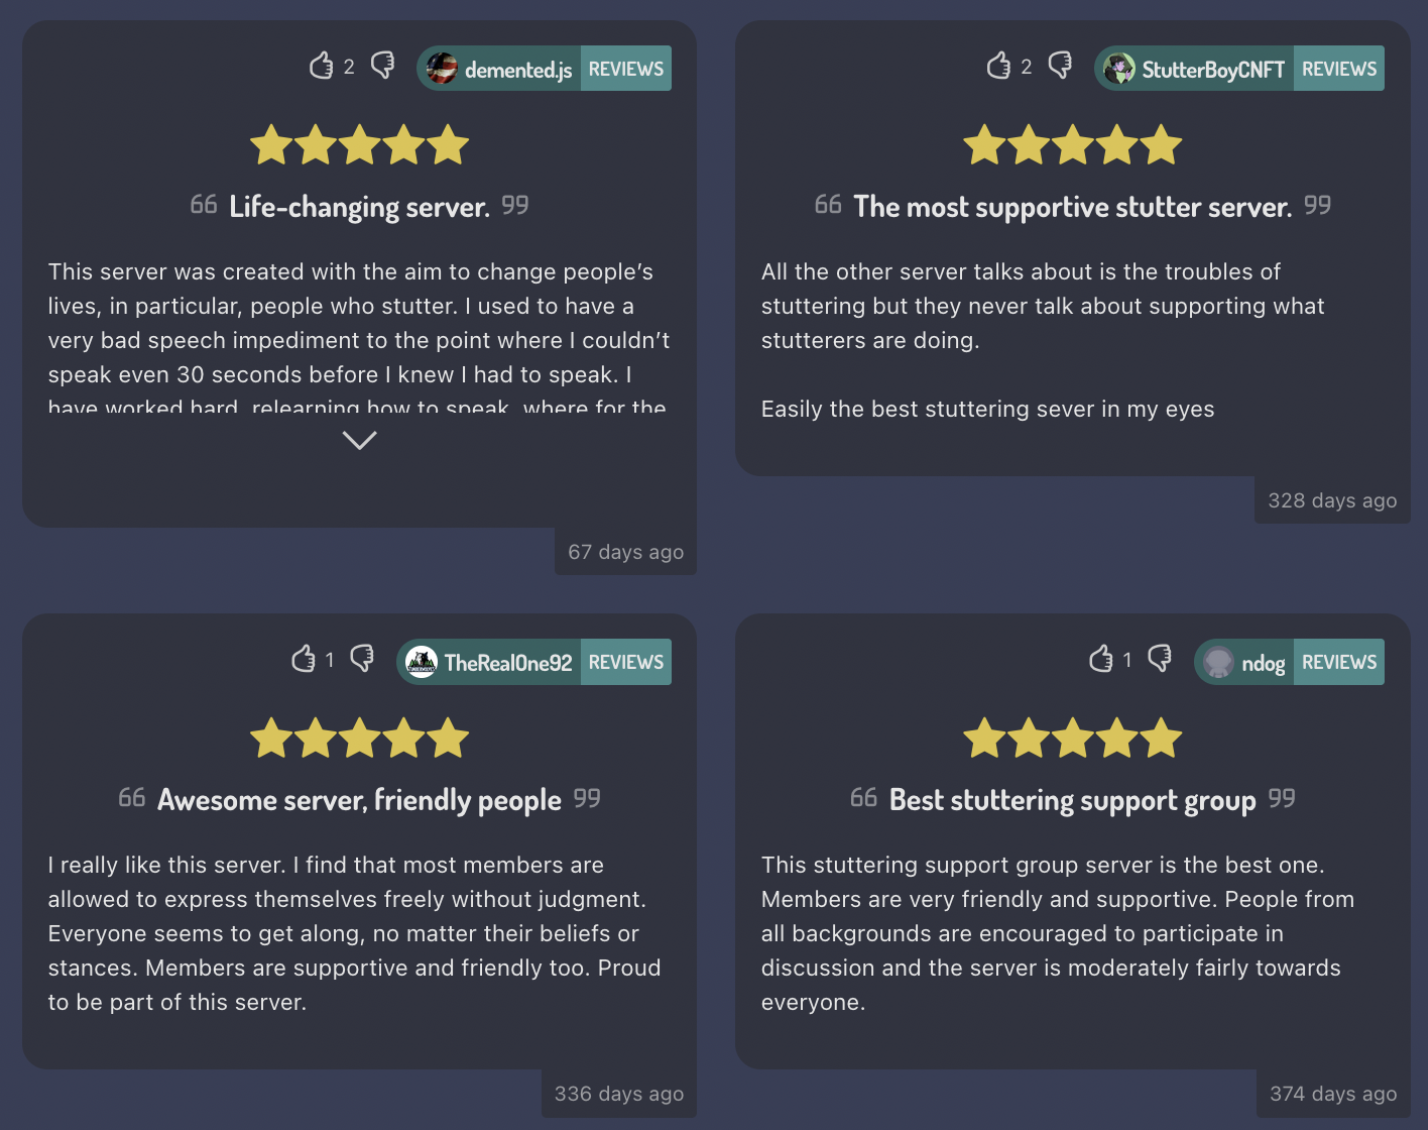 2 demented.js REVIEWS
66 Life-changing server. 99
This server was created with the aim to change people’s
lives, in particular, people who stutter. I used to have a
very bad speech impediment to the point where I couldn’t
speak even 30 seconds before I knew I had to speak. I
have worked hard, relearning how to speak, where for the
67 days ago
2 StutterBoyCNFT REVIEWS
66 The most supportive stutter server. 99
All the other server talks about is the troubles of
stuttering but they never talk about supporting what
stutterers are doing.
Easily the best stuttering sever in my eyes
328 days ago
1 TheRealOne92 REVIEWS
66 Awesome server, friendly people 99
I really like this server. I find that most members are
allowed to express themselves freely without judgment.
Everyone seems to get along, no matter their beliefs or
stances. Members are supportive and friendly too. Proud
to be part of this server.
336 days ago
1 ndog REVIEWS
66 Best stuttering support group 99
This stuttering support group server is the best one.
Members are very friendly and supportive. People from
all backgrounds are encouraged to participate in
discussion and the server is moderately fairly towards
everyone.
374 days ago